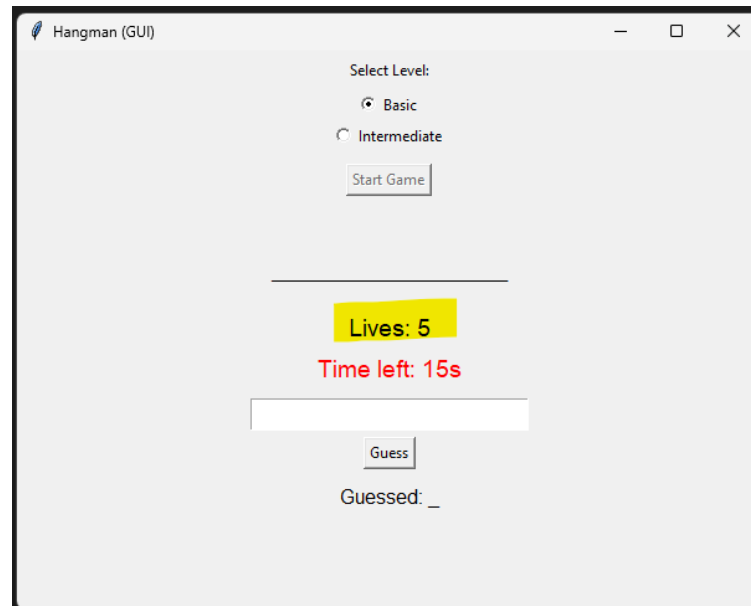 Hangman (GUI)
Select Level:
Basic
Intermediate
Start Game
Lives: 5
Time left: 15s
Guess
Guessed: _